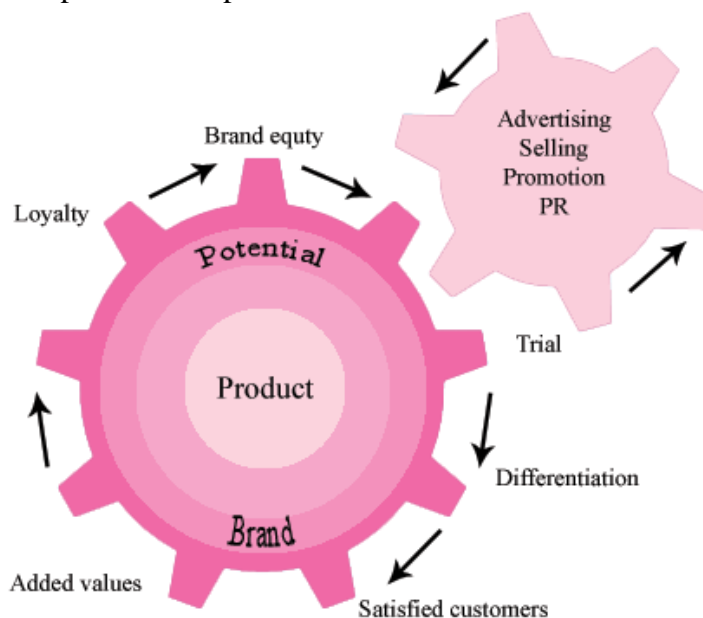 Advertising
Selling
Promotion
PR
Brand equty
Loyalty
Potential
Trial
Product
Differentiation
Brand
Added values
Satisfied customers